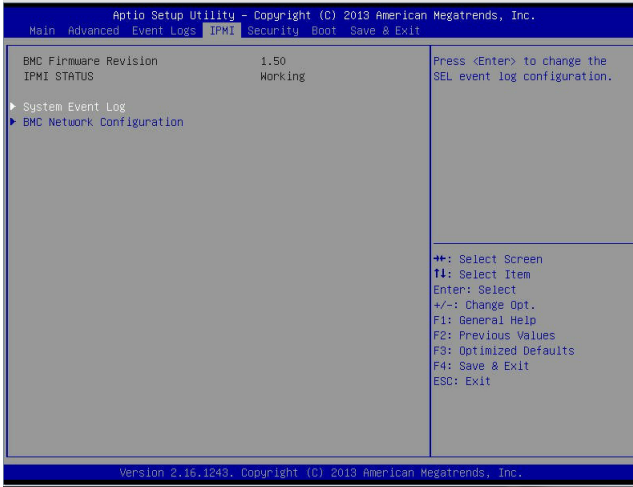 Aptio Setup Utility – Copyright (C) 2013 American Megatrends, Inc.
Main Advanced Event Logs IPMI Security Boot Save & Exit
BMC Firmware Revision 1.50
IPMI STATUS Working
System Event Log
BMC Network Configuration
Press <Enter> to change the
SEL event log configuration.
→←: Select Screen
↑↓: Select Item
Enter: Select
+/-: Change Opt.
F1: General Help
F2: Previous Values
F3: Optimized Defaults
F4: Save & Exit
ESC: Exit
Version 2.16.1243. Copyright (C) 2013 American Megatrends, Inc.